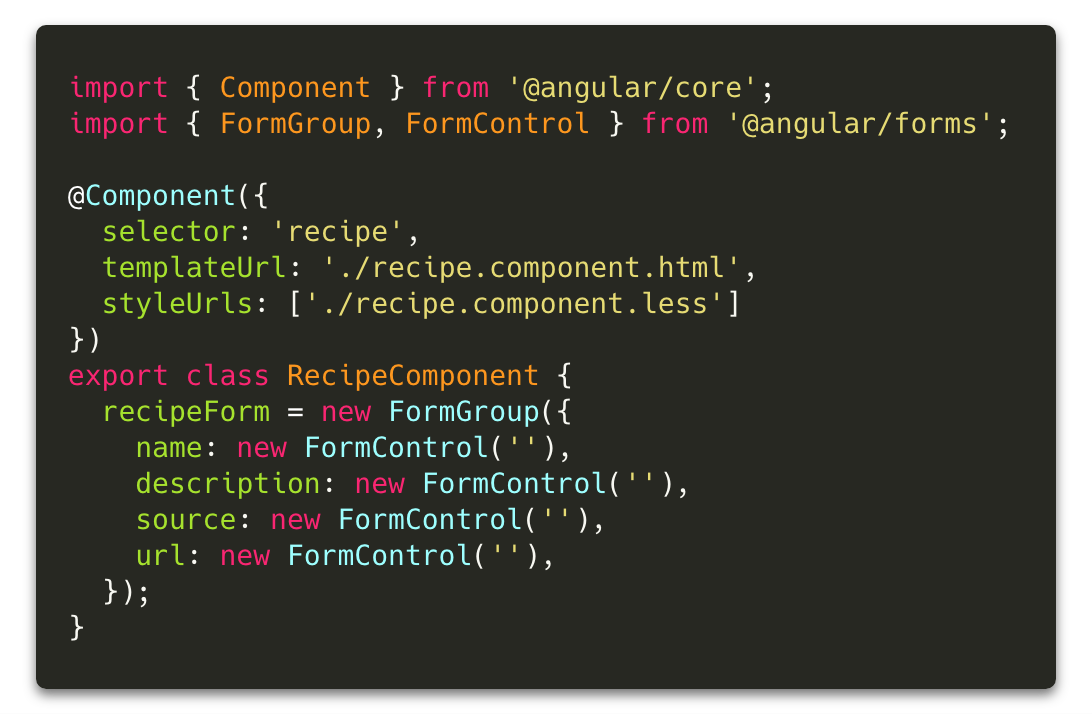 import { Component } from '@angular/core';
import { FormGroup, FormControl } from '@angular/forms';

@Component({
  selector: 'recipe',
  templateUrl: './recipe.component.html',
  styleUrls: ['./recipe.component.less']
})
export class RecipeComponent {
  recipeForm = new FormGroup({
    name: new FormControl(''),
    description: new FormControl(''),
    source: new FormControl(''),
    url: new FormControl(''),
  });
}